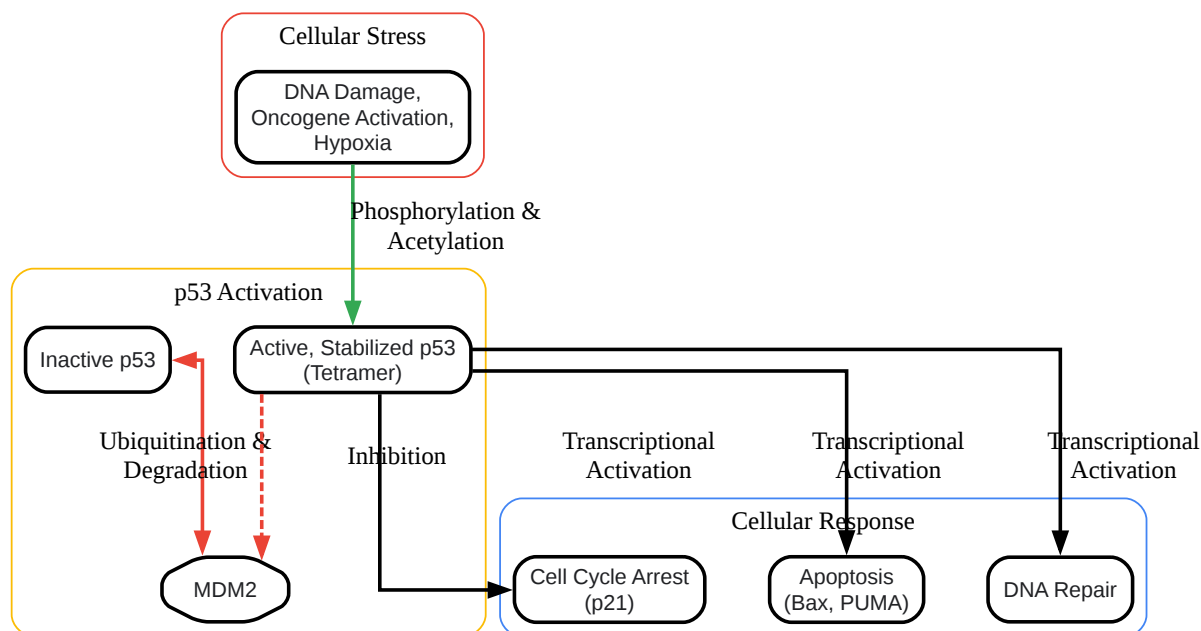 Cellular Stress
DNA Damage,
Oncogene Activation,
Hypoxia
Phosphorylation &
Acetylation
p53 Activation
Inactive p53
Active, Stabilized p53
(Tetramer)
Ubiquitination &
Degradation
Inhibition
Transcriptional
Activation
Transcriptional
Activation
Transcriptional
Activation
Cellular Response
MDM2
Cell Cycle Arrest
(p21)
Apoptosis
(Bax, PUMA)
DNA Repair